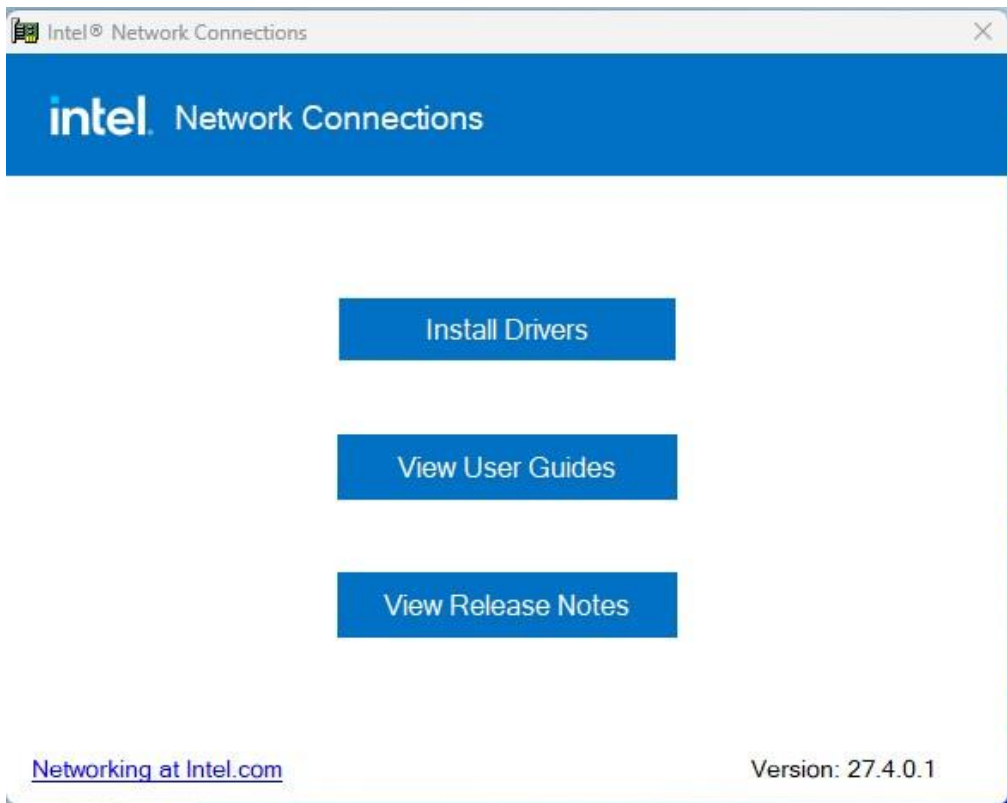 Intel® Network Connections
intel. Network Connections
Install Drivers
View User Guides
View Release Notes
Networking at Intel.com
Version: 27.4.0.1